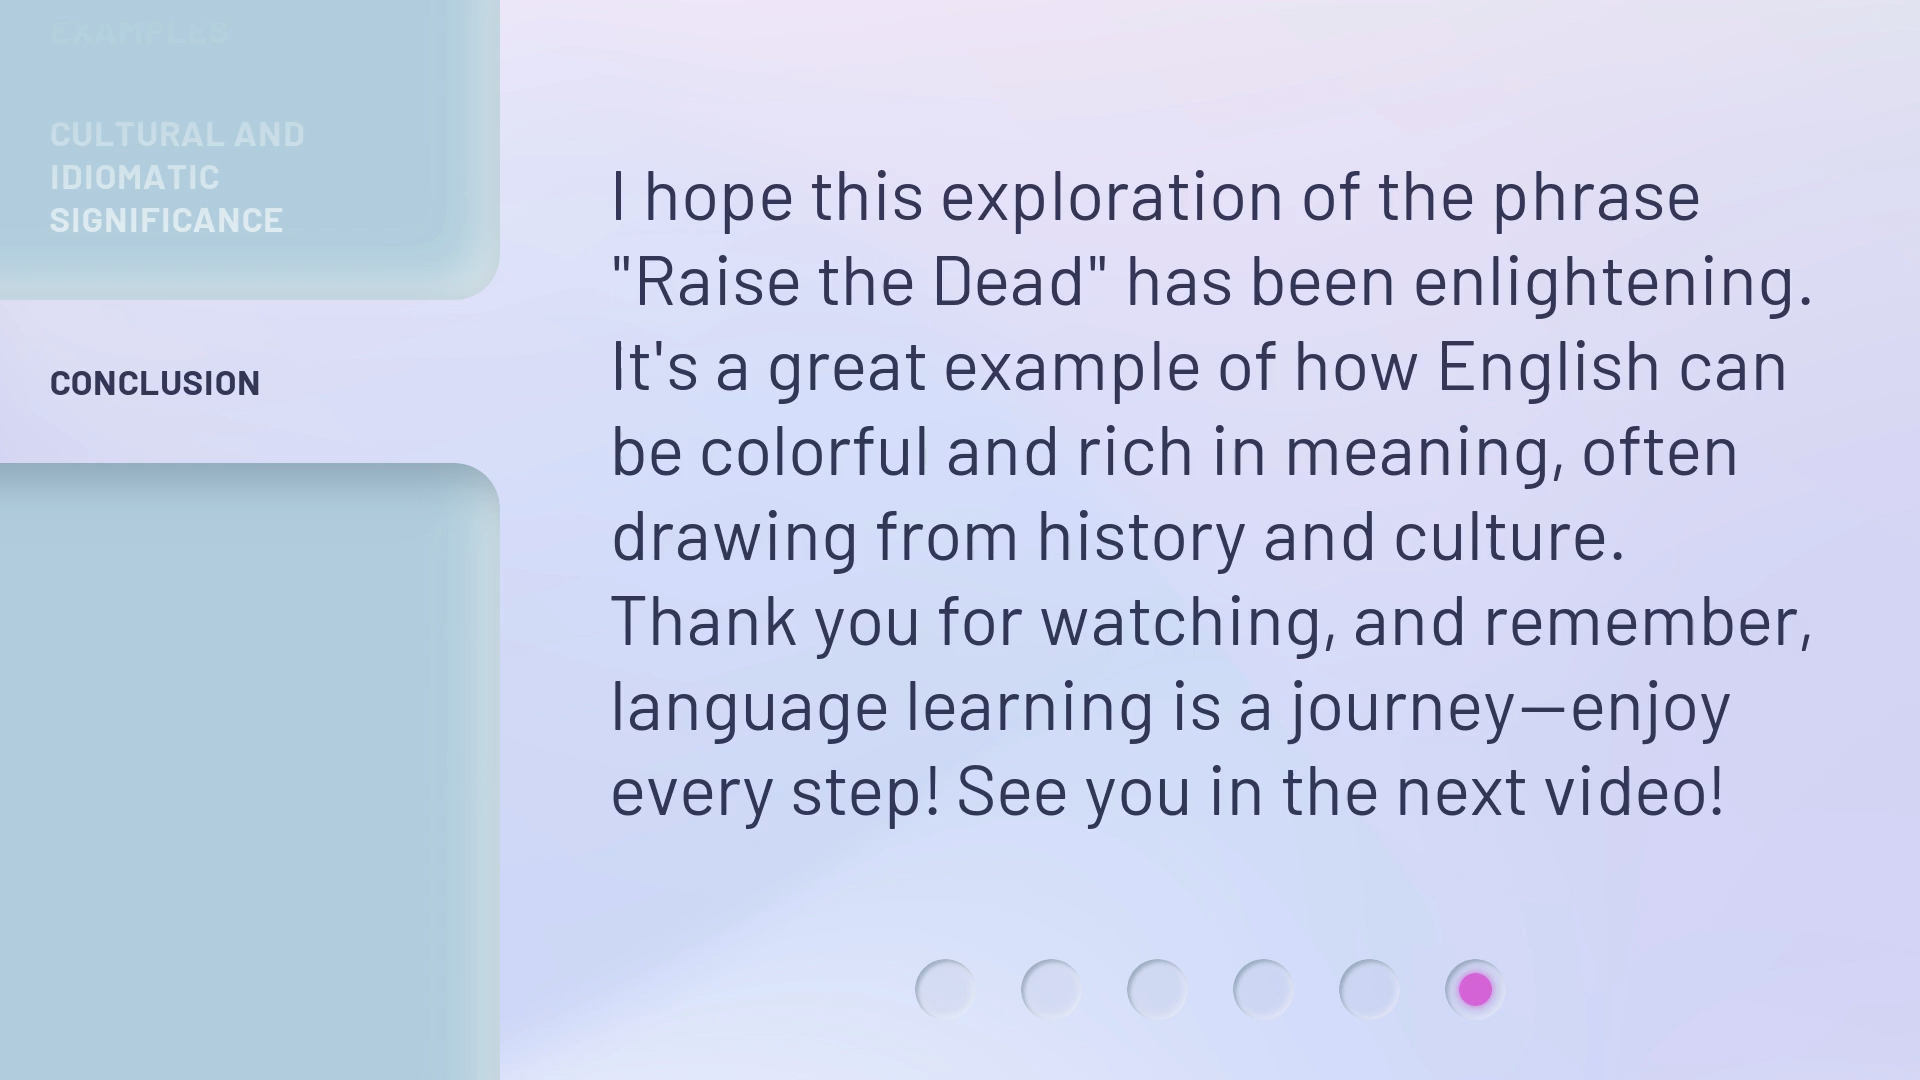 EXAMPLES
CULTURAL AND
IDIOMATIC
SIGNIFICANCE
CONCLUSION
I hope this exploration of the phrase
"Raise the Dead" has been enlightening.
It's a great example of how English can
be colorful and rich in meaning, often
drawing from history and culture.
Thank you for watching, and remember,
language learning is a journey—enjoy
every step! See you in the next video!